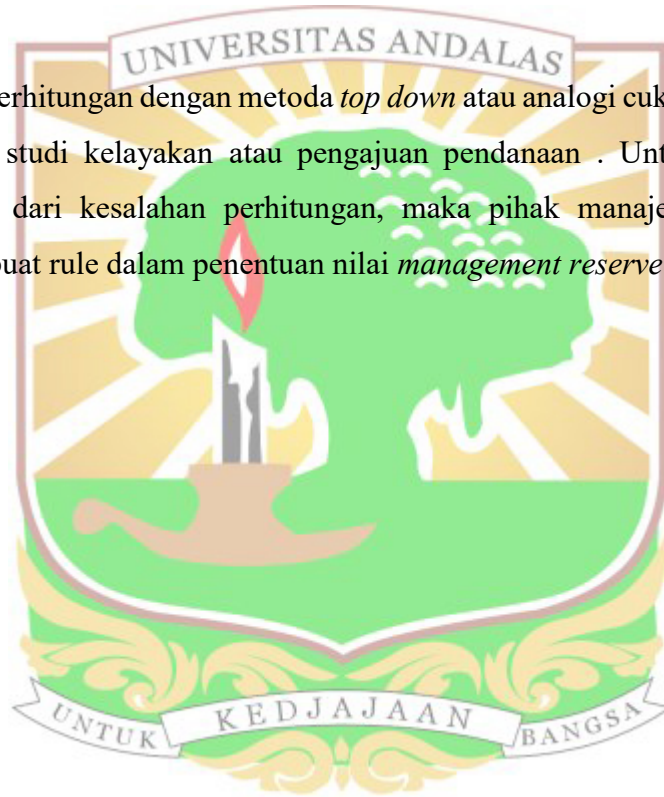 UNIVERSITAS ANDALAS
erhitungan dengan metoda top down atau analogi cuk
studi kelayakan atau pengajuan pendanaan . Unt
dari kesalahan perhitungan, maka pihak manaje
uat rule dalam penentuan nilai management reserve
UNTUK KEDJAJAAN BANGSA